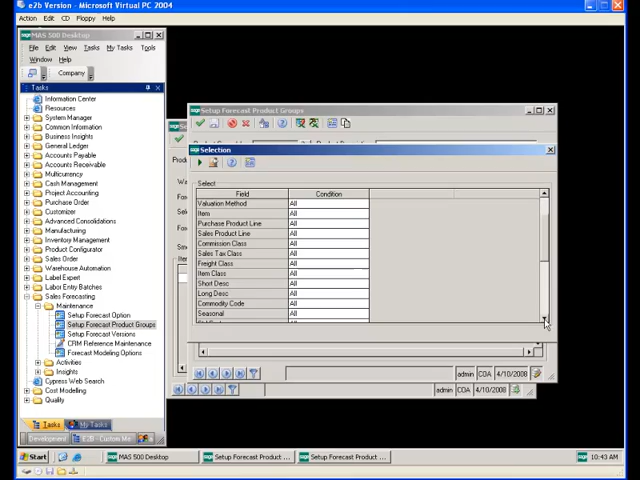 e2b Version - Microsoft Virtual PC 2004
Action Edit CD Floppy Help
MAS 500 Desktop
File Edit View Tasks My Tasks Tools
Window Help
Company
Tasks
Information Center
Resources
System Manager
Common Information
Business Insights
General Ledger
Accounts Payable
Accounts Receivable
Multicurrency
Cash Management
Project Accounting
Purchase Order
Customizer
Advanced Consolidations
Manufacturing
Inventory Management
Product Configurator
Sales Order
Warehouse Automation
Label Expert
Labor Entry Batches
Sales Forecasting
Maintenance
Setup Forecast Option
Setup Forecast Product Groups
Setup Forecast Versions
CRM Reference Maintenance
Forecast Modeling Options
Activities
Insights
Cypress Web Search
Cost Modeling
Quality
Tasks My Tasks
Development E2B - Custom Me
Setup Forecast Product Groups
Selection
Select
Field Condition
Valuation Method All
Item All
Purchase Product Line All
Sales Product Line All
Commission Class All
Sales Tax Class All
Freight Class All
Item Class All
Short Desc All
Long Desc All
Commodity Code All
Seasonal All
admin COA 4/10/2008
admin COA 4/10/2008
Start MAS 500 Desktop Setup Forecast Product ... Setup Forecast Product ... 10:43 AM